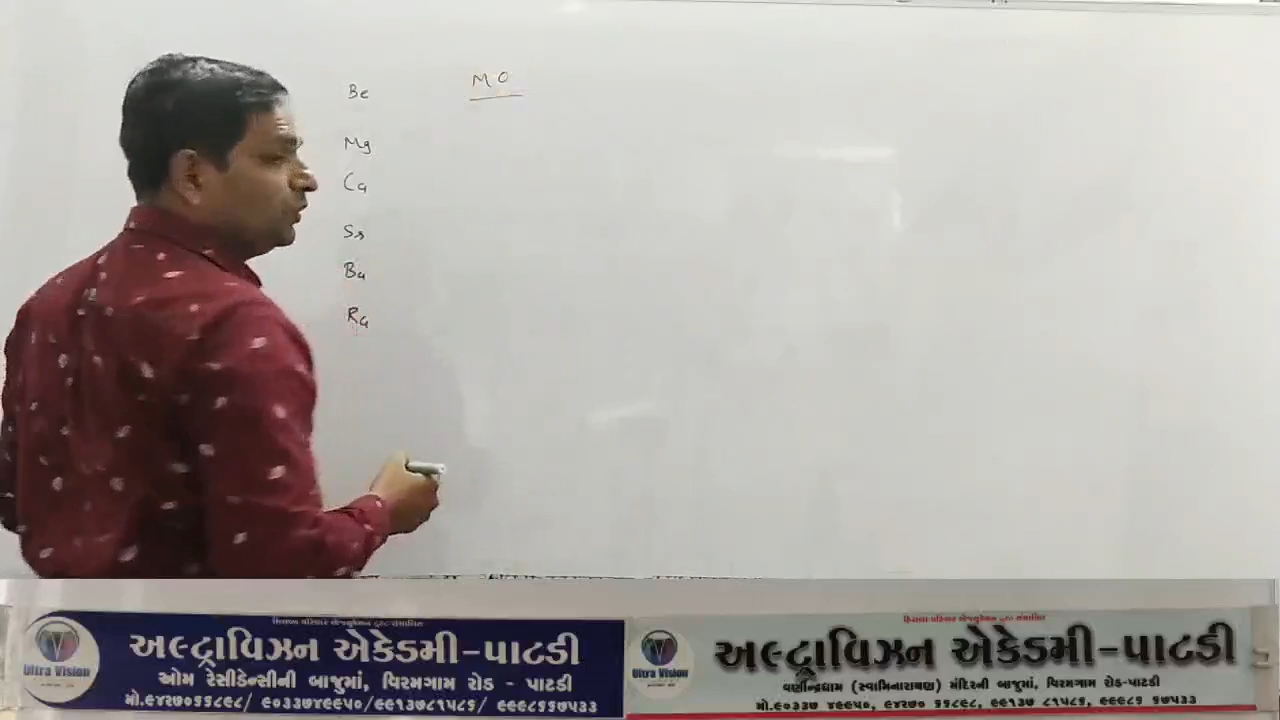 MO
Be
Mg
Ca
Sr
Ba
Ra
અલ્ટ્રાવિઝન એકેડમી-પાટડી
ઓમ રેસીડેન્સીની બાજુમાં, વિરમગામ રોડ - પાટડી
Ultra Vision
અલ્ટ્રાવિઝન એકેડમી-પાટડી
વર્ણીન્દ્રધામ (સ્વામિનારાયણ) મંદિરની બાજુમાં, વિરમગામ રોડ-પાટડી
Ultra Vision